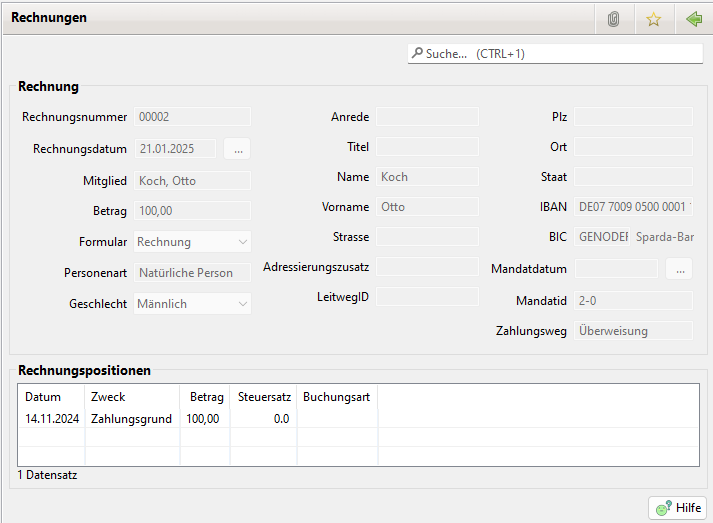 Rechnungen
Suche... (CTRL+1)
Rechnung
Rechnungsnummer 00002 Anrede Plz
Rechnungsdatum 21.01.2025 ... Titel Ort
Mitglied Koch, Otto Name Koch Staat
Betrag 100,00 Vorname Otto IBAN DE07 7009 0500 0001
Formular Rechnung Strasse BIC GENODEF Sparda-Bar
Personenart Natürliche Person Adressierungszusatz Mandatdatum ...
Geschlecht Männlich LeitwegID Mandatid 2-0
Zahlungsweg Überweisung
Rechnungspositionen
Datum Zweck Betrag Steuersatz Buchungsart
14.11.2024 Zahlungsgrund 100,00 0.0
1 Datensatz
Hilfe